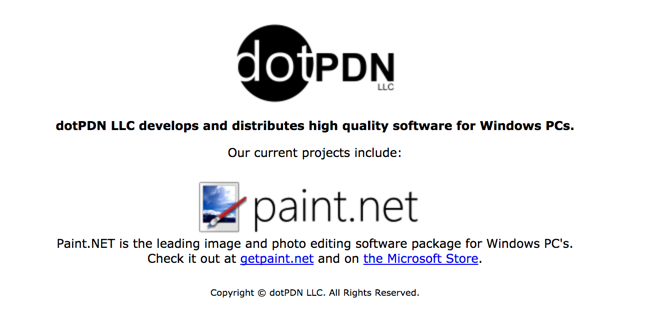 dotPDN
LLC
dotPDN LLC develops and distributes high quality software for Windows PCs.
Our current projects include:
paint.net
Paint.NET is the leading image and photo editing software package for Windows PC's.
Check it out at getpaint.net and on the Microsoft Store.
Copyright © dotPDN LLC. All Rights Reserved.